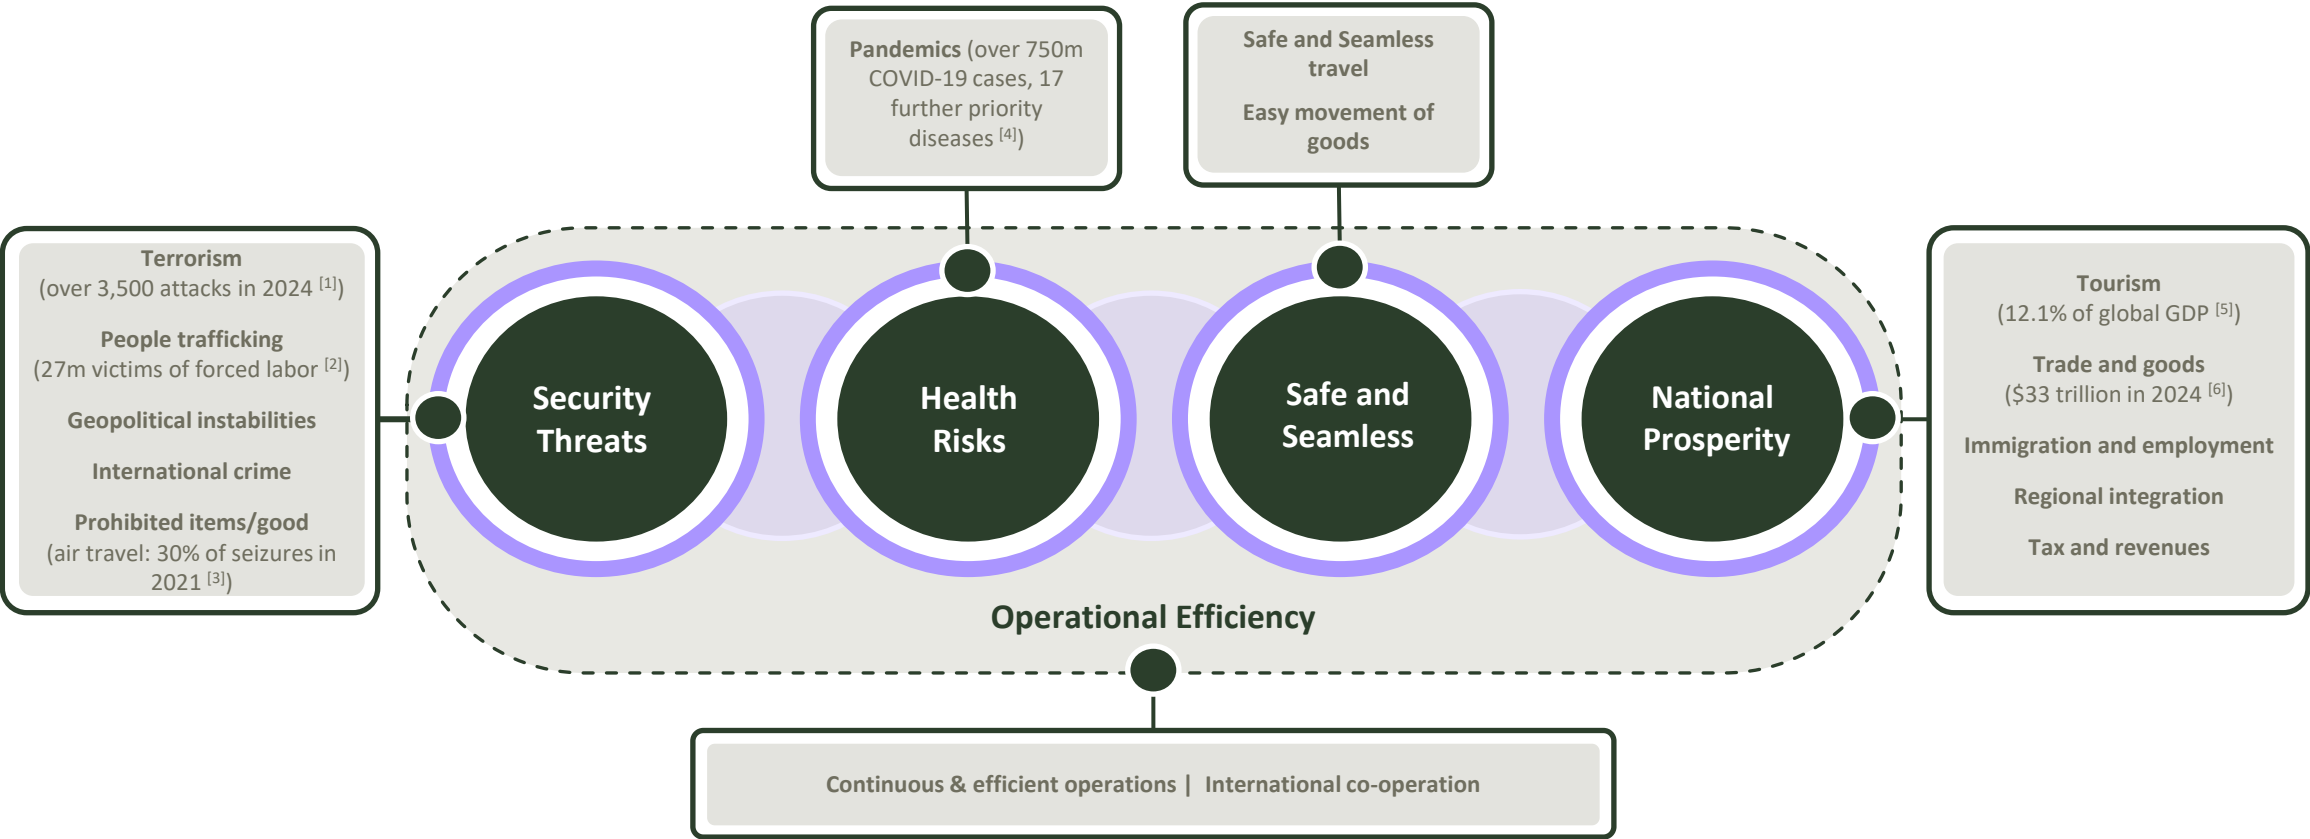 Pandemics (over 750m
COVID-19 cases, 17
further priority
diseases [4])
Safe and Seamless
travel
Easy movement of
goods
Terrorism
(over 3,500 attacks in 2024 [1])
People trafficking
(27m victims of forced labor [2])
Geopolitical instabilities
International crime
Prohibited items/good
(air travel: 30% of seizures in
2021 [3])
Security
Threats
Health
Risks
Safe and
Seamless
National
Prosperity
Tourism
(12.1% of global GDP [5])
Trade and goods
($33 trillion in 2024 [6])
Immigration and employment
Regional integration
Tax and revenues
Operational Efficiency
Continuous & efficient operations | International co-operation